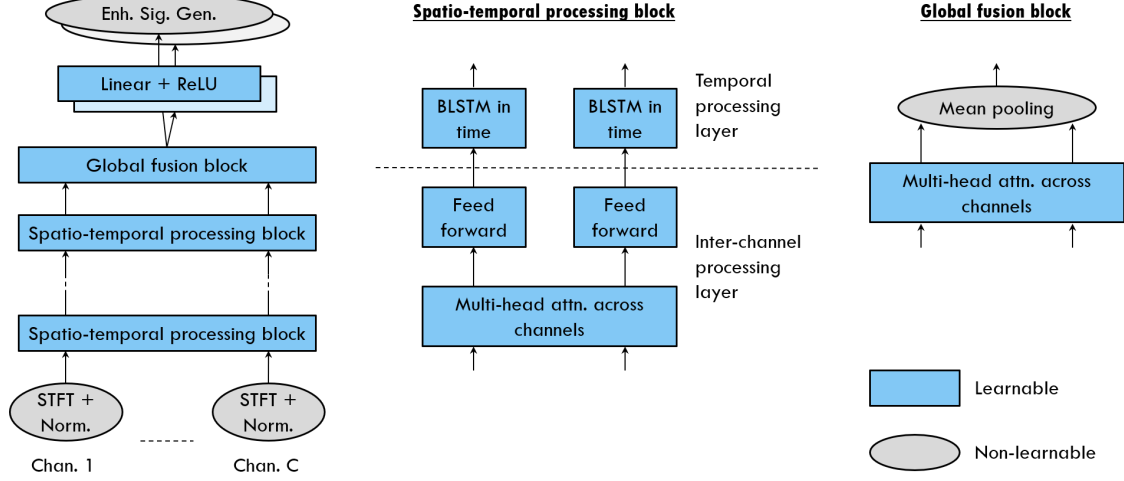 Enh. Sig. Gen.
Linear + ReLU
Global fusion block
Spatio-temporal processing block
Spatio-temporal processing block
STFT +
Norm.
STFT +
Norm.
Chan. 1
Chan. C
Spatio-temporal processing block
BLSTM in
time
BLSTM in
time
Temporal
processing
layer
Feed
forward
Feed
forward
Inter-channel
processing
layer
Multi-head attn. across
channels
Global fusion block
Mean pooling
Multi-head attn. across
channels
Learnable
Non-learnable